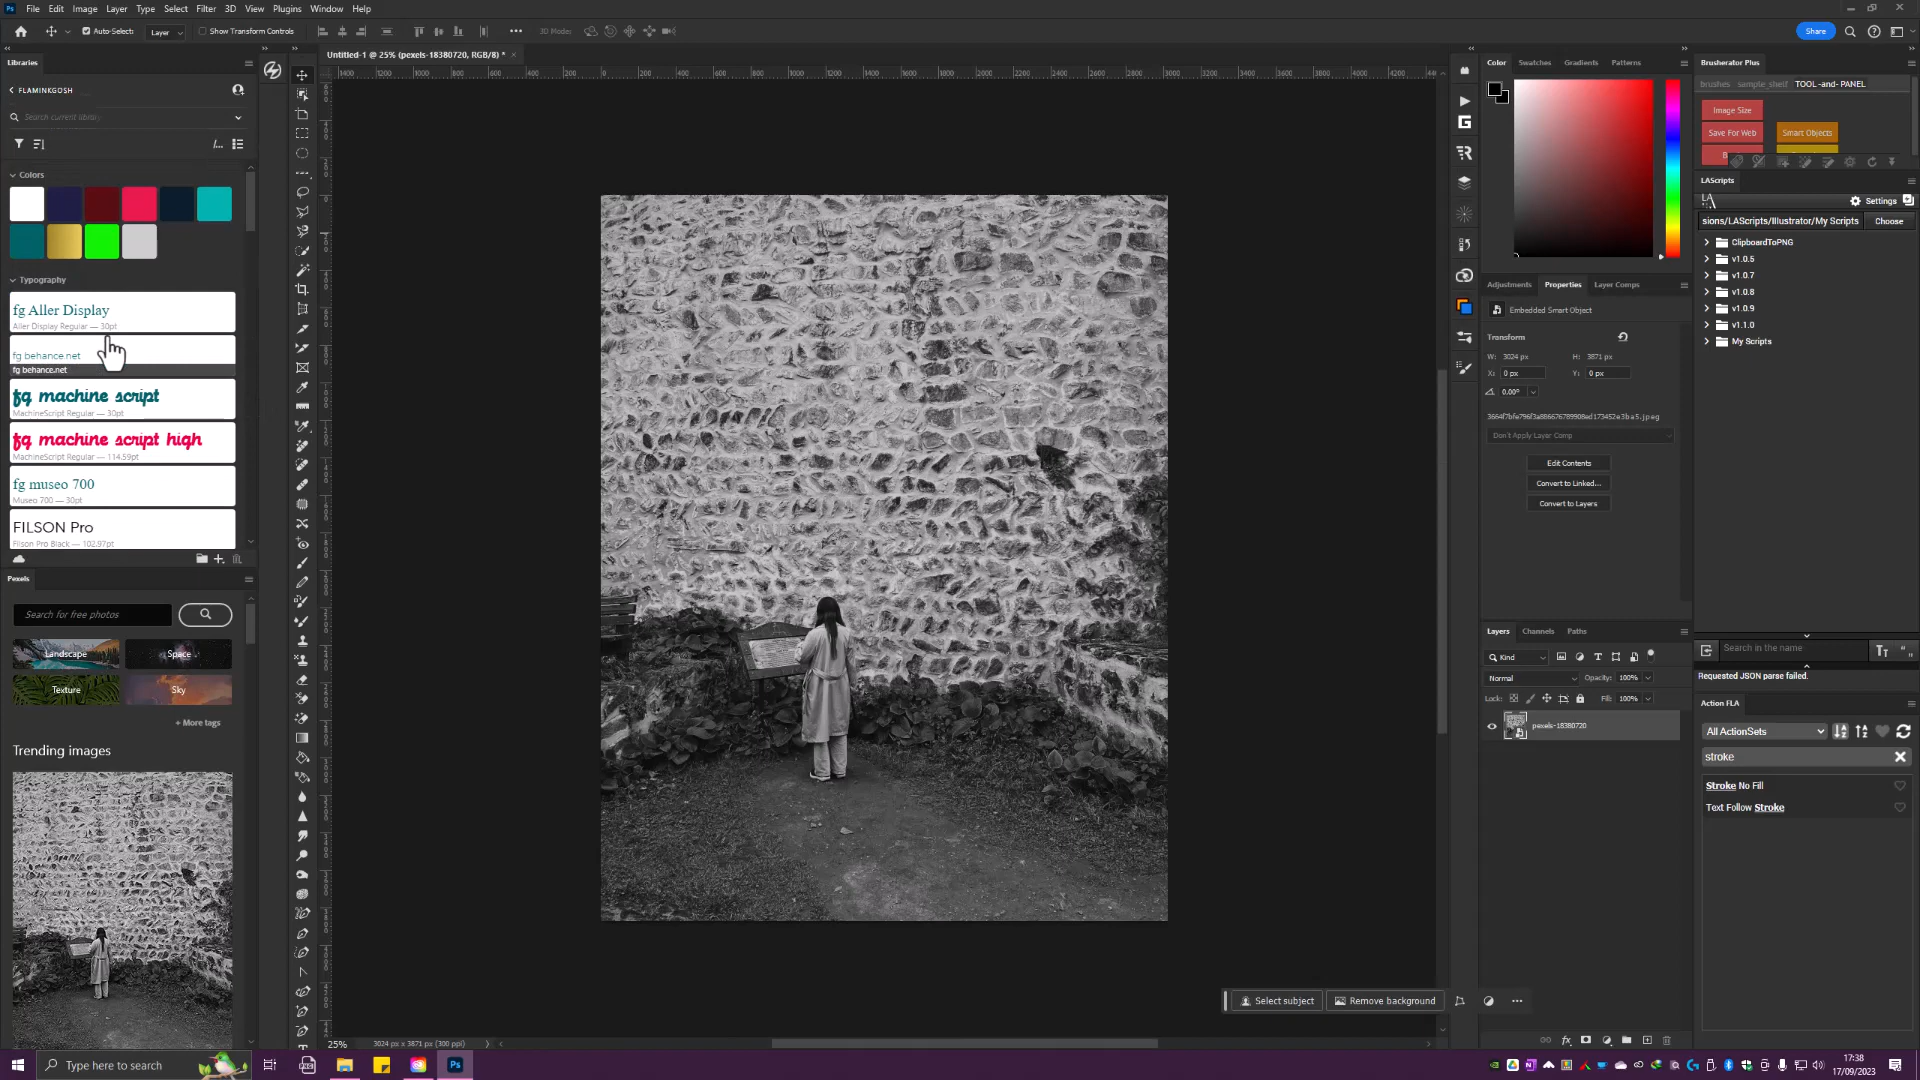 Ps File Edit Image Layer Type Select Filter 3D View Plugins Window Help
Auto-Select: Layer Show Transform Controls 3D Mode: Share
Untitled-1 @ 25% (pexels-18380720, RGB/8) *
Libraries
FLAMINKGOSH
Search current library
Colors
Typography
fg Aller Display
Aller Display Regular — 30pt
fg behance.net
fg behance.net
fg machine script
MachineScript Regular — 30pt
fg machine script high
MachineScript Regular — 114.59pt
fg museo 700
Museo 700 — 30pt
FILSON Pro
Filson Pro Black — 102.97pt
Pexels
Search for free photos
Landscape
Space
Texture
Sky
+ More tags
Trending images
25% 3024 px x 3871 px (300 ppi)
Select subject
Remove background
Color Swatches Gradients Patterns
Adjustments Properties Layer Comps
Embedded Smart Object
Transform
W: 3024 px H: 3871 px
X: 0 px Y: 0 px
0.00°
Don't Apply Layer Comp
Edit Contents
Convert to Linked...
Convert to Layers
Layers Channels Paths
Kind
Normal Opacity: 100%
Lock: Fill: 100%
pexels-18380720
Brusherator Plus
brushes sample_shelf TOOL -and- PANEL
Image Size
Save For Web Smart Objects
LAScripts
Settings
sions/LAScripts/Illustrator/My Scripts Choose
ClipboardToPNG
v1.0.5
v1.0.7
v1.0.8
v1.0.9
v1.1.0
My Scripts
Search in the name
Requested JSON parse failed.
Action FLA
All ActionSets
stroke
Stroke No Fill
Text Follow Stroke
Type here to search
17:38
17/09/2023